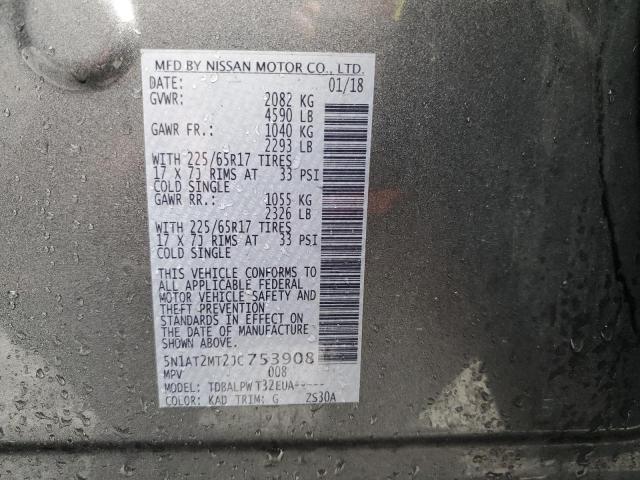 MFD BY NISSAN MOTOR CO., LTD.
DATE: 01/18
GVWR: 2082 KG
4590 LB
GAWR FR.: 1040 KG
2293 LB
WITH 225/65R17 TIRES
17 X 7J RIMS AT 33 PSI
COLD SINGLE
GAWR RR.: 1055 KG
2326 LB
WITH 225/65R17 TIRES
17 X 7J RIMS AT 33 PSI
COLD SINGLE
THIS VEHICLE CONFORMS TO
ALL APPLICABLE FEDERAL
MOTOR VEHICLE SAFETY AND
THEFT PREVENTION
STANDARDS IN EFFECT ON
THE DATE OF MANUFACTURE
SHOWN ABOVE.
5N1AT2MT2JC753908
MPV 008
MODEL: TDBALPWT32EUA-----
COLOR: KAD TRIM: G ZS30A